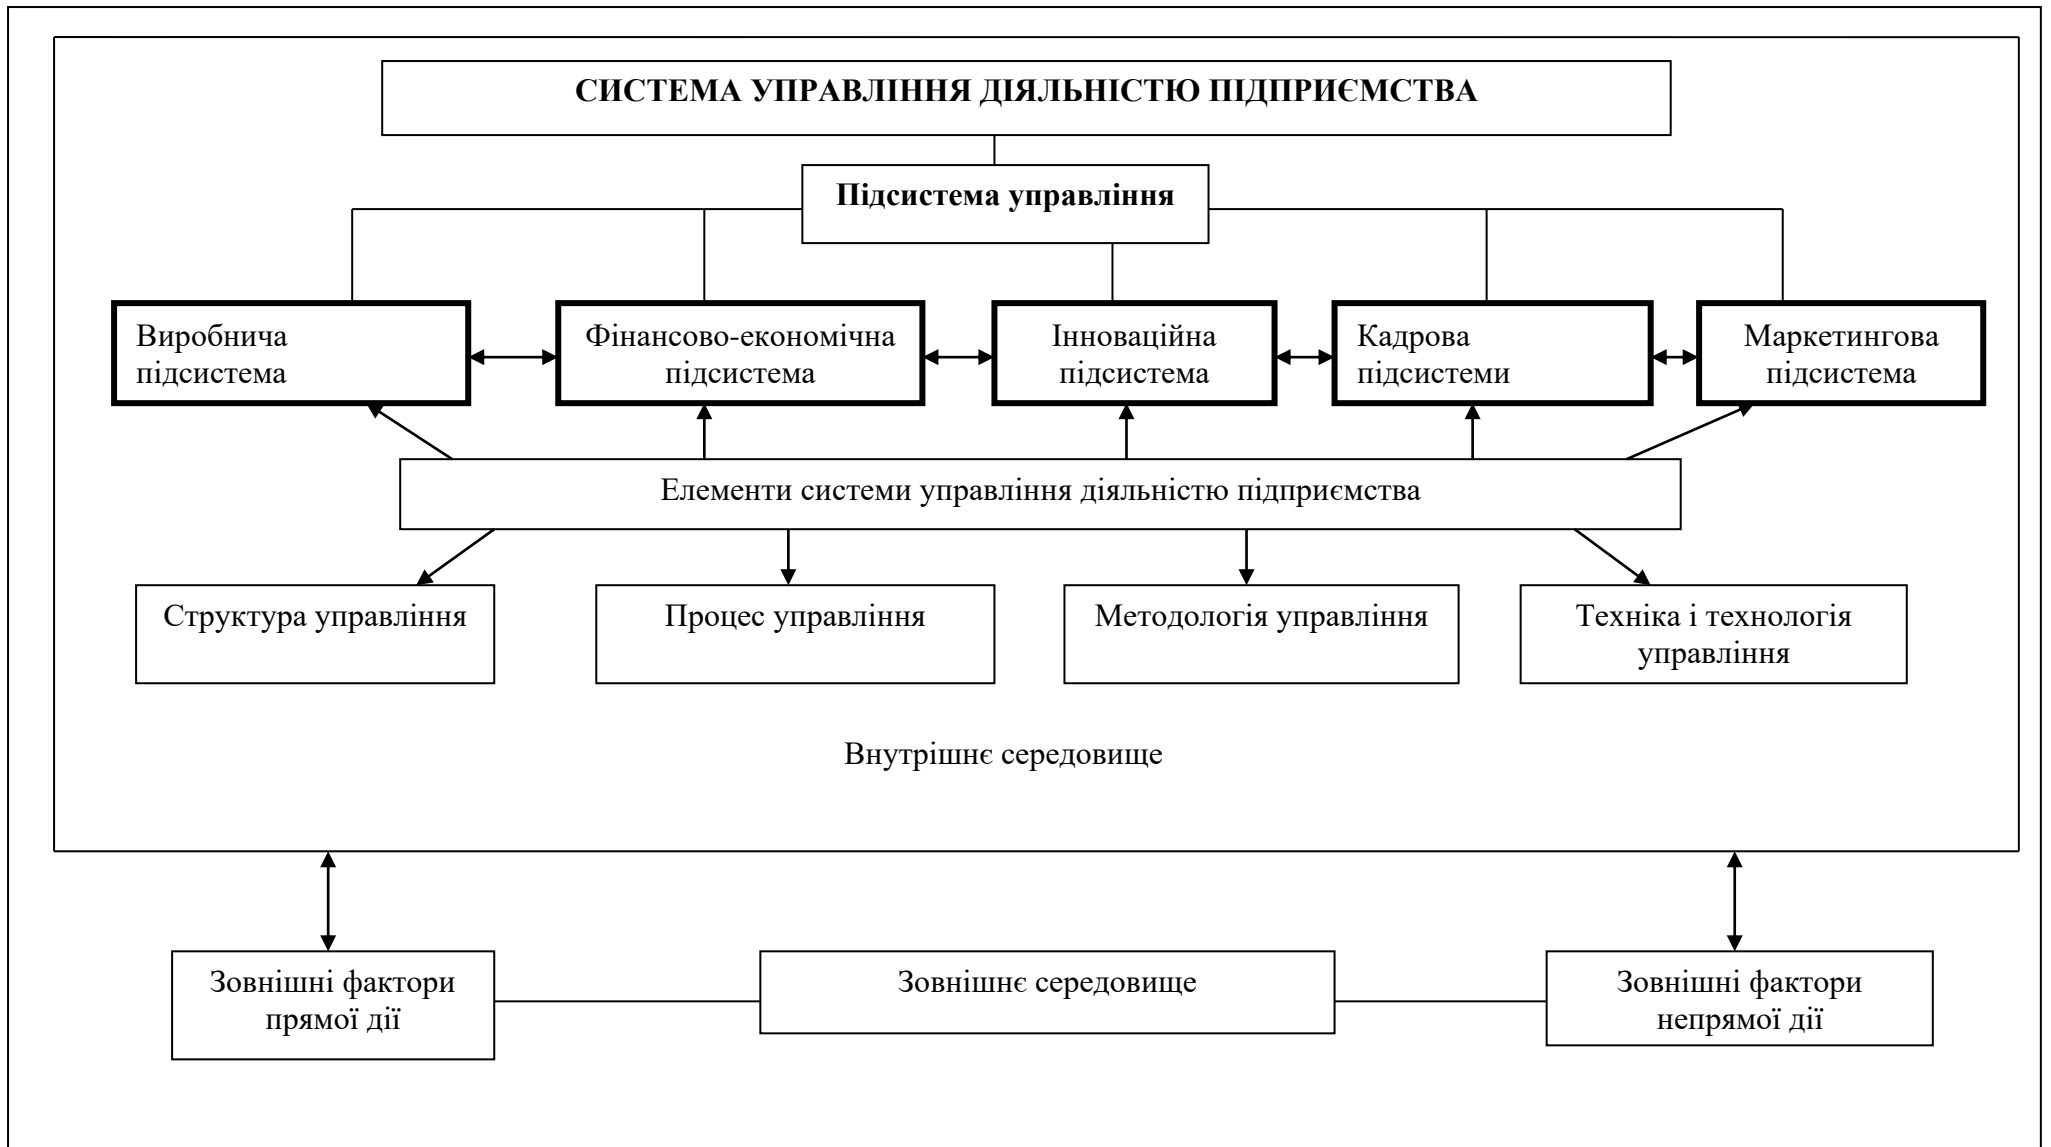 СИСТЕМА УПРАВЛІННЯ ДІЯЛЬНІСТЮ ПІДПРИЄМСТВА
Підсистема управління
Виробнича
підсистема
Фінансово-економічна
підсистема
Інноваційна
підсистема
Кадрова
підсистеми
Маркетингова
підсистема
Елементи системи управління діяльністю підприємства
Структура управління
Процес управління
Методологія управління
Техніка і технологія
управління
Внутрішнє середовище
Зовнішні фактори
прямої дії
Зовнішнє середовище
Зовнішні фактори
непрямої дії